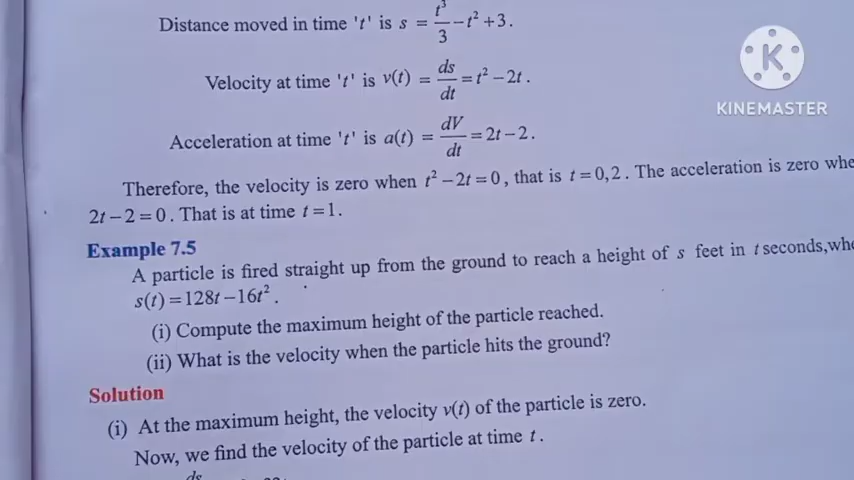 Distance moved in time 't' is s = t³/3 − t² + 3.
KINEMASTER
Velocity at time 't' is v(t) = ds/dt = t² − 2t.
Acceleration at time 't' is a(t) = dV/dt = 2t − 2.
Therefore, the velocity is zero when t² − 2t = 0, that is t = 0, 2. The acceleration is zero whe
2t − 2 = 0. That is at time t = 1.
Example 7.5
A particle is fired straight up from the ground to reach a height of s feet in t seconds, whe
s(t) = 128t − 16t².
(i) Compute the maximum height of the particle reached.
(ii) What is the velocity when the particle hits the ground?
Solution
(i) At the maximum height, the velocity v(t) of the particle is zero.
Now, we find the velocity of the particle at time t.
ds